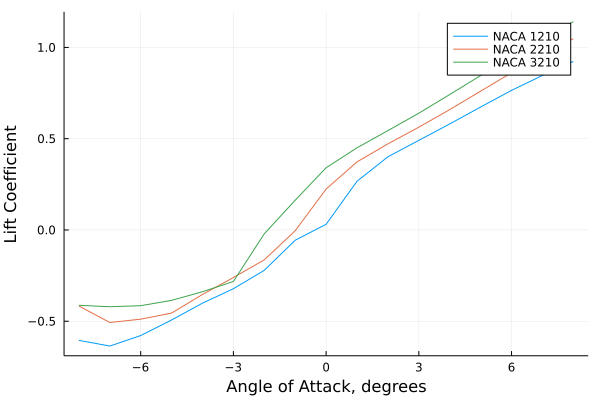 1.0
0.5
0.0
−0.5
−6
−3
0
3
6
Lift Coefficient
Angle of Attack, degrees
NACA 1210
NACA 2210
NACA 3210